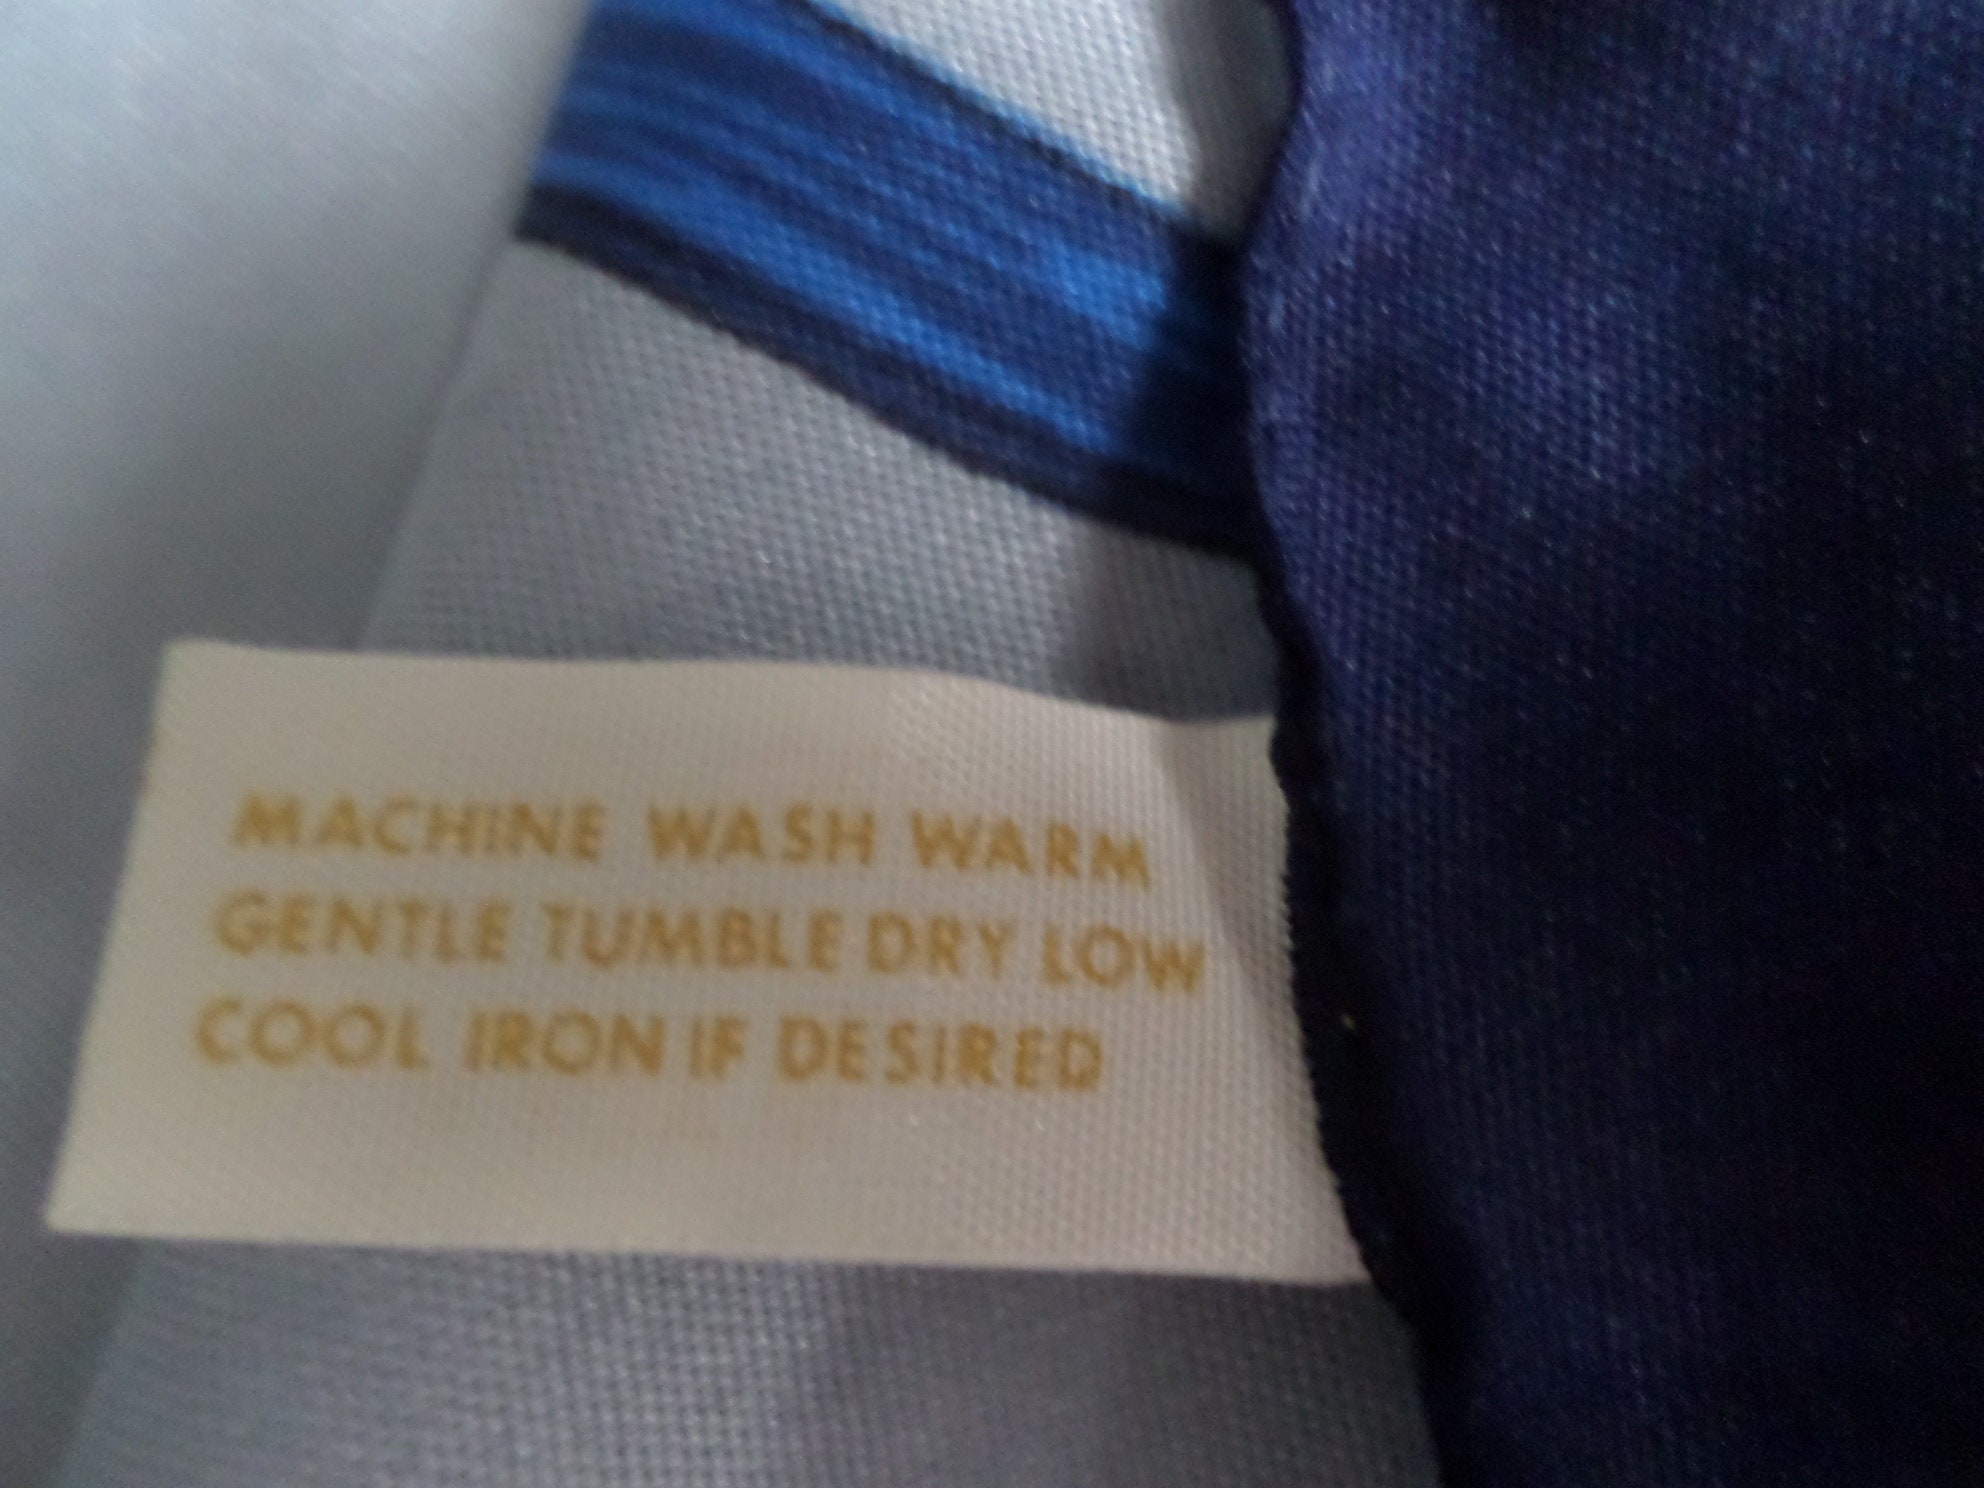 MACHINE WASH WARM
GENTLE TUMBLE DRY LOW
COOL IRON IF DESIRED